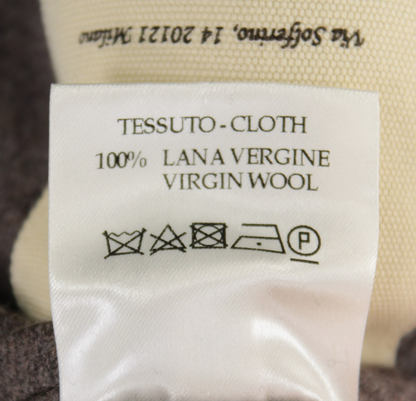 Via Solferino, 14 20121 Milano
TESSUTO - CLOTH
100% LANA VERGINE
VIRGIN WOOL
P